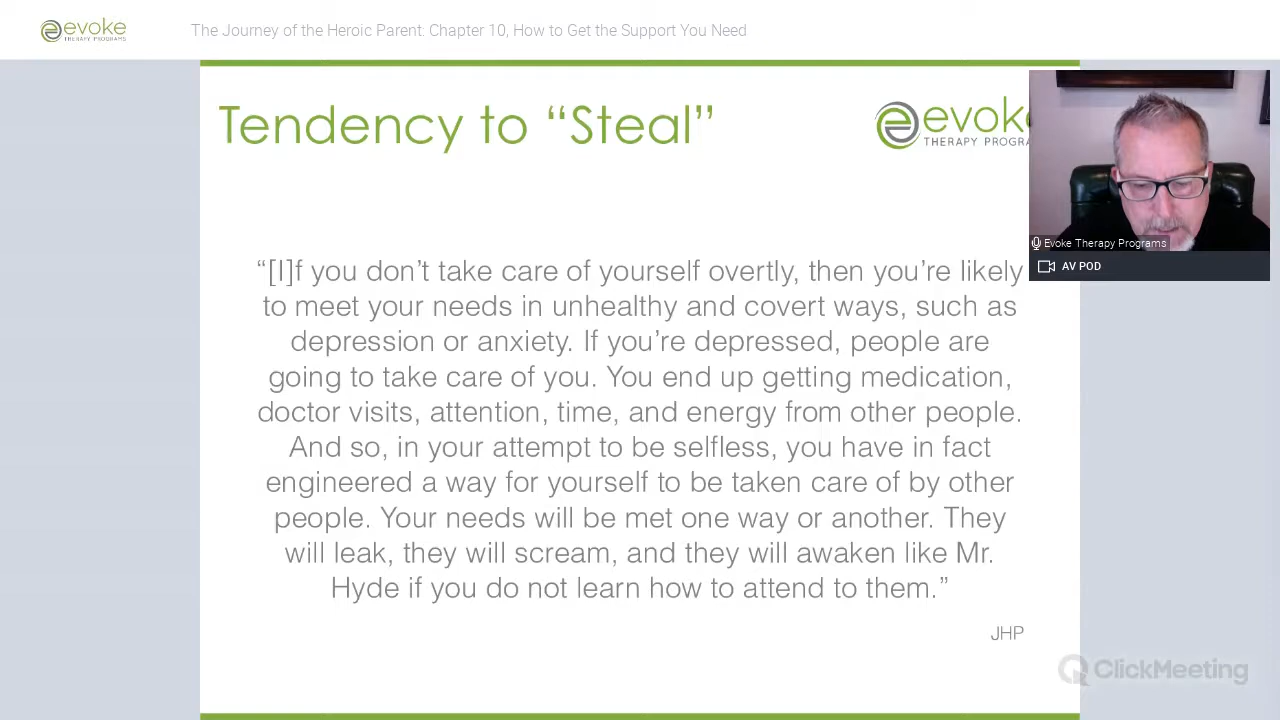 evoke
THERAPY PROGRAMS
The Journey of the Heroic Parent: Chapter 10, How to Get the Support You Need
Tendency to “Steal”
evoke
THERAPY PROGRA
“[I]f you don’t take care of yourself overtly, then you’re likely
to meet your needs in unhealthy and covert ways, such as
depression or anxiety. If you’re depressed, people are
going to take care of you. You end up getting medication,
doctor visits, attention, time, and energy from other people.
And so, in your attempt to be selfless, you have in fact
engineered a way for yourself to be taken care of by other
people. Your needs will be met one way or another. They
will leak, they will scream, and they will awaken like Mr.
Hyde if you do not learn how to attend to them.”
JHP
Evoke Therapy Programs
AV POD
ClickMeeting